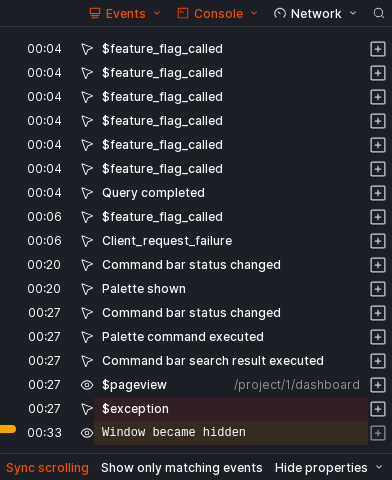 Events Console Network
00:04 $feature_flag_called
00:04 $feature_flag_called
00:04 $feature_flag_called
00:04 $feature_flag_called
00:04 $feature_flag_called
00:04 $feature_flag_called
00:04 Query completed
00:06 $feature_flag_called
00:06 Client_request_failure
00:20 Command bar status changed
00:20 Palette shown
00:27 Command bar status changed
00:27 Palette command executed
00:27 Command bar search result executed
00:27 $pageview /project/1/dashboard
00:27 $exception
00:33 Window became hidden
Sync scrolling Show only matching events Hide properties